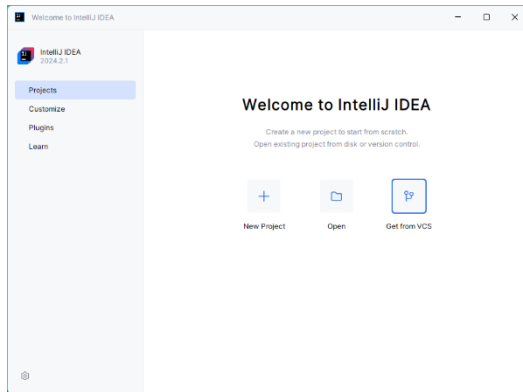 Welcome to IntelliJ IDEA
IntelliJ IDEA
2024.2.1
Projects
Customize
Plugins
Learn
Welcome to IntelliJ IDEA
Create a new project to start from scratch.
Open existing project from disk or version control.
New Project
Open
Get from VCS